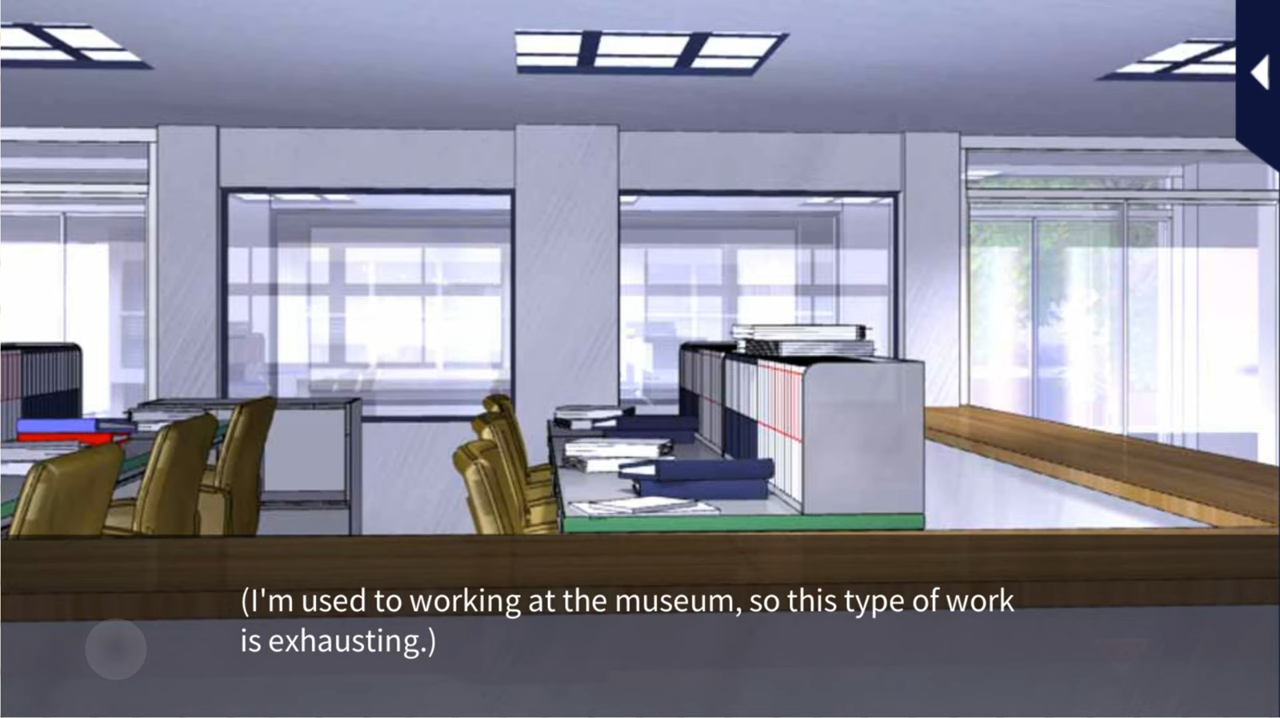 (I'm used to working at the museum, so this type of work
is exhausting.)